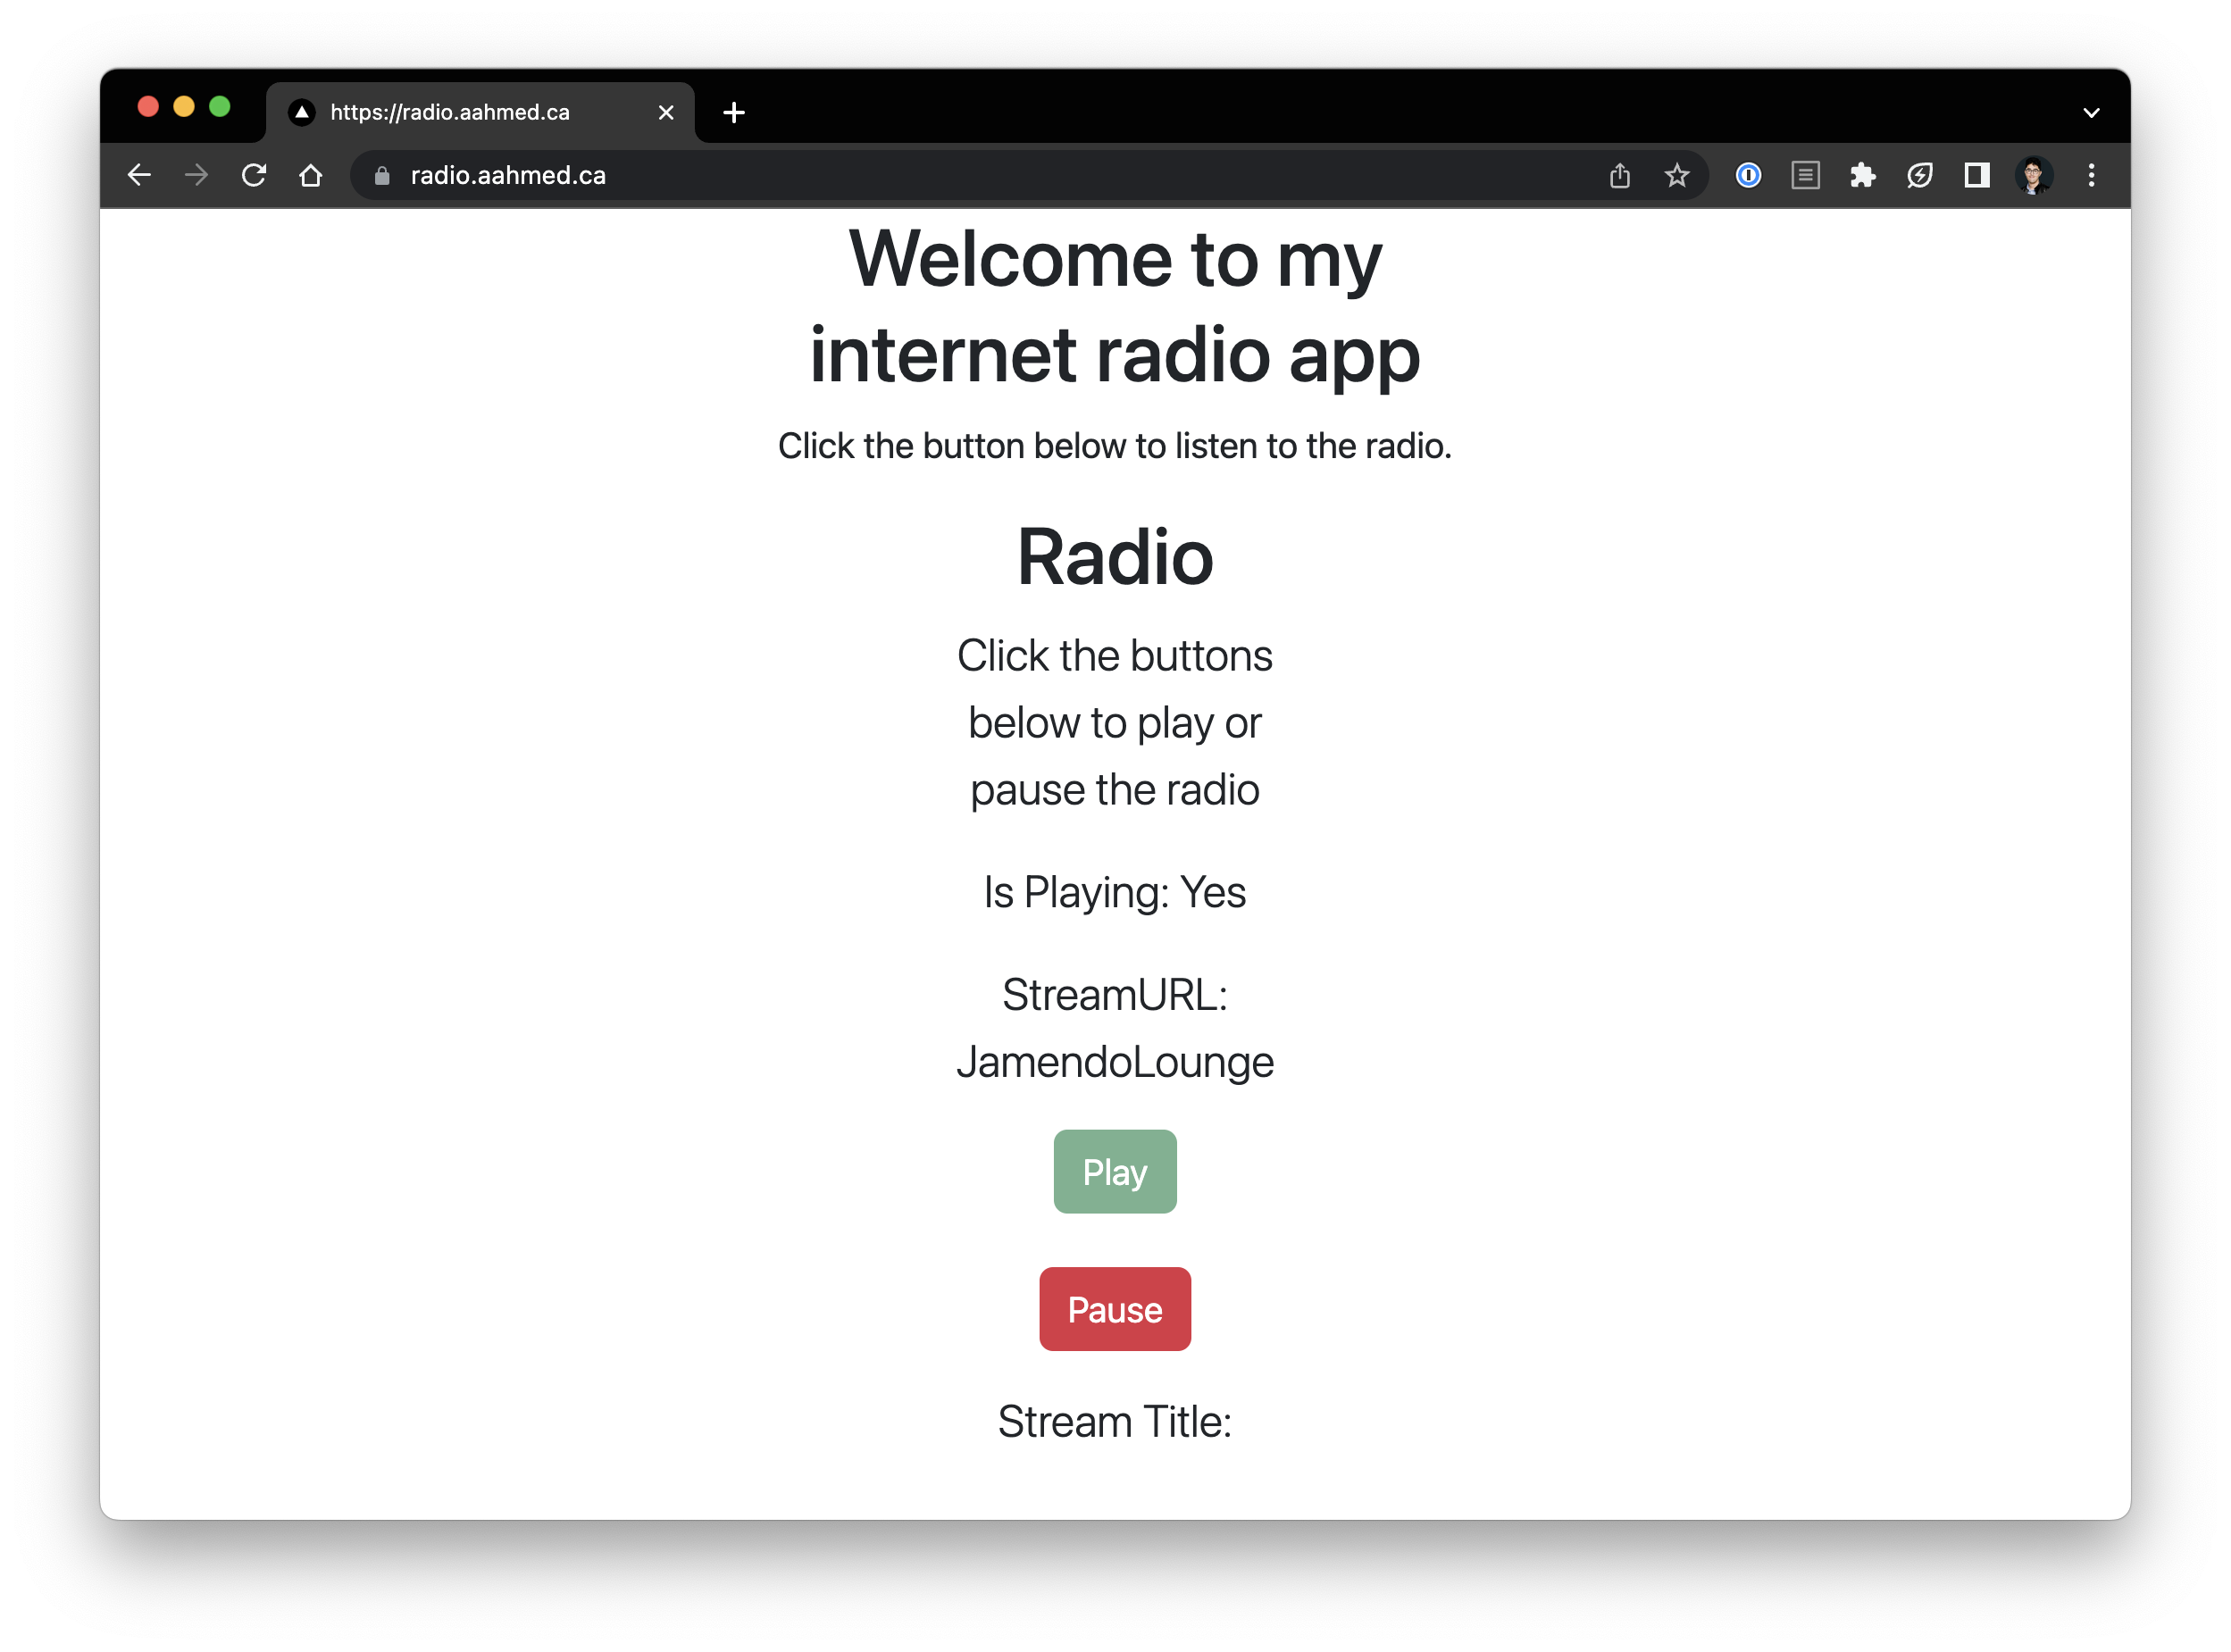 https://radio.aahmed.ca
radio.aahmed.ca
Welcome to my
internet radio app
Click the button below to listen to the radio.
Radio
Click the buttons
below to play or
pause the radio
Is Playing: Yes
StreamURL:
JamendoLounge
Play
Pause
Stream Title: